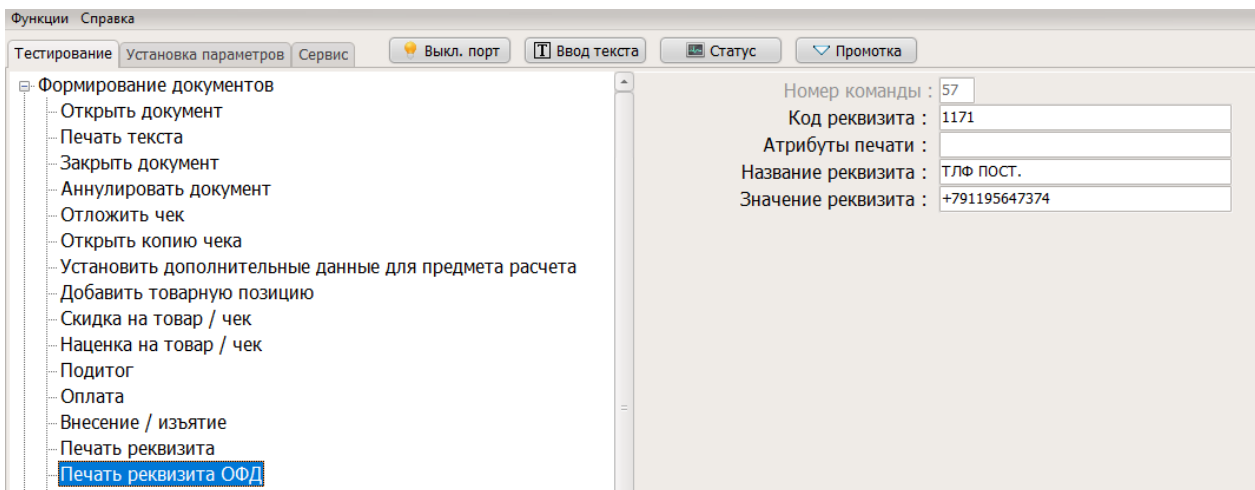 Функции Справка
Тестирование Установка параметров Сервис Выкл. порт T Ввод текста Статус Промотка
Формирование документов
Открыть документ
Печать текста
Закрыть документ
Аннулировать документ
Отложить чек
Открыть копию чека
Установить дополнительные данные для предмета расчета
Добавить товарную позицию
Скидка на товар / чек
Наценка на товар / чек
Подитог
Оплата
Внесение / изъятие
Печать реквизита
Печать реквизита ОФД
Номер команды : 57
Код реквизита : 1171
Атрибуты печати :
Название реквизита : ТЛФ ПОСТ.
Значение реквизита : +791195647374